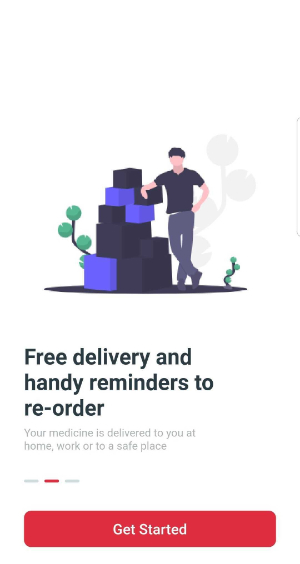 Free delivery and
handy reminders to
re-order
Your medicine is delivered to you at
home, work or to a safe place
Get Started